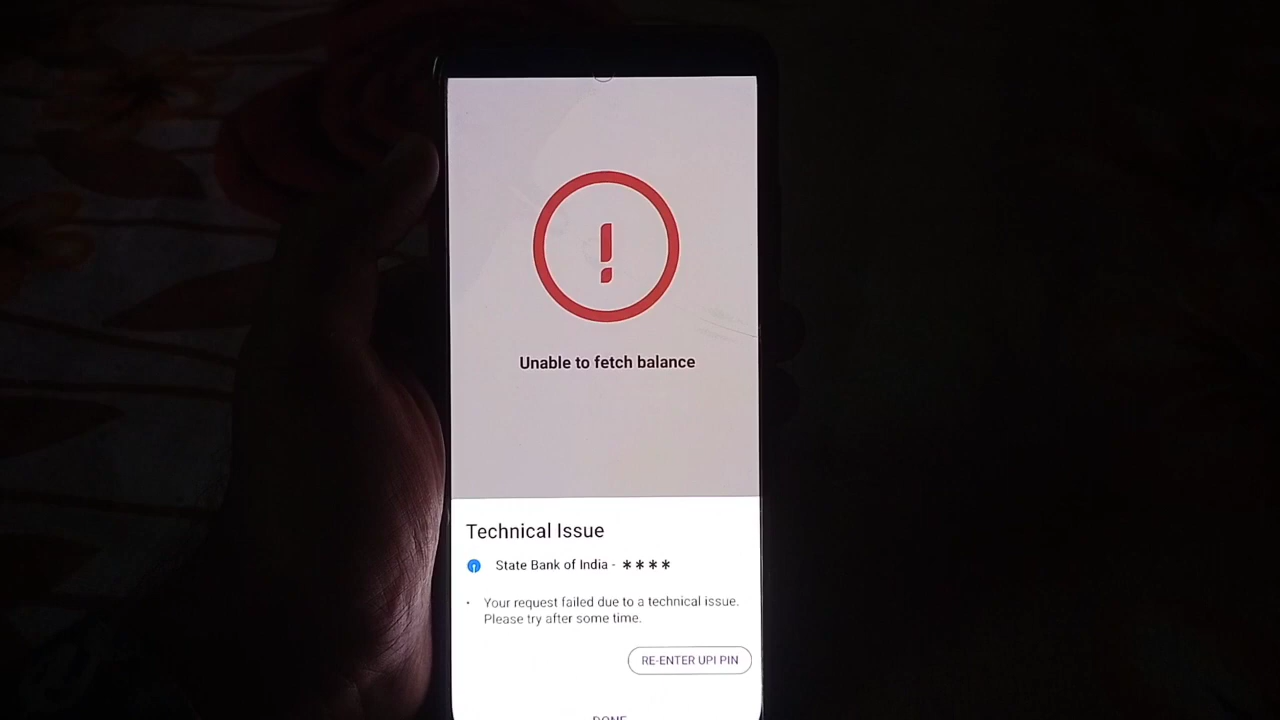 Unable to fetch balance
Technical Issue
State Bank of India - ****
• Your request failed due to a technical issue.
Please try after some time.
RE-ENTER UPI PIN
DONE